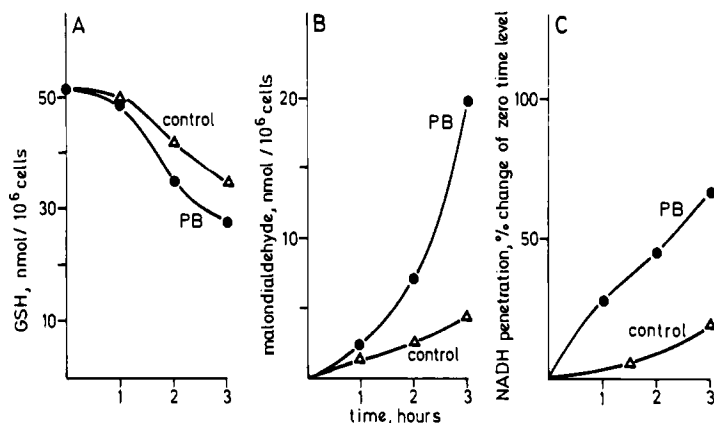 A
GSH, nmol/10⁶ cells
50
30
10
control
PB
1 2 3
B
malondialdehyde, nmol/10⁶ cells
20
10
PB
control
1 2 3
time, hours
C
NADH penetration, % change of zero time level
100
50
PB
control
1 2 3